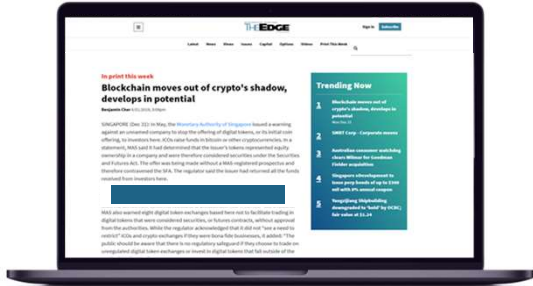 THE EDGE
Sign in Subscribe
Latest News Views Issues Capital Options Videos Print This Week
In print this week
Blockchain moves out of crypto's shadow,
develops in potential
Benjamin Cher
SINGAPORE (Dec 31): In May, the Monetary Authority of Singapore issued a warning
against an unnamed company to stop the offering of digital tokens, or its initial coin
offering, to investors here. ICOs raise funds in bitcoin or other cryptocurrencies. In a
statement, MAS said it had determined that the issuer's tokens represented equity
ownership in a company and were therefore considered securities under the Securities
and Futures Act. The offer was being made without a MAS-registered prospectus and
therefore contravened the SFA. The regulator said the issuer had returned all the funds
received from investors here.
MAS also warned eight digital token exchanges based here not to facilitate trading in
digital tokens that were considered securities, or futures contracts, without approval
from the authorities. While the regulator acknowledged that it did not "see a need to
restrict" ICOs and crypto exchanges if they were bona fide businesses, it added: "The
public should be aware that there is no regulatory safeguard if they choose to trade on
unregulated digital token exchanges or invest in digital tokens that fall outside of the
Trending Now
1 Blockchain moves out of
crypto's shadow, develops in
potential
2 SMRT Corp - Corporate moves
3 Australian consumer watching
clears Wilmar for Goodman
Fielder acquisition
4 Singapore eDevelopment to
issue perp bonds of up to $100
mil with 8% annual coupon
5 Yangzijiang Shipbuilding
downgraded to 'hold' by OCBC;
fair value at $1.24